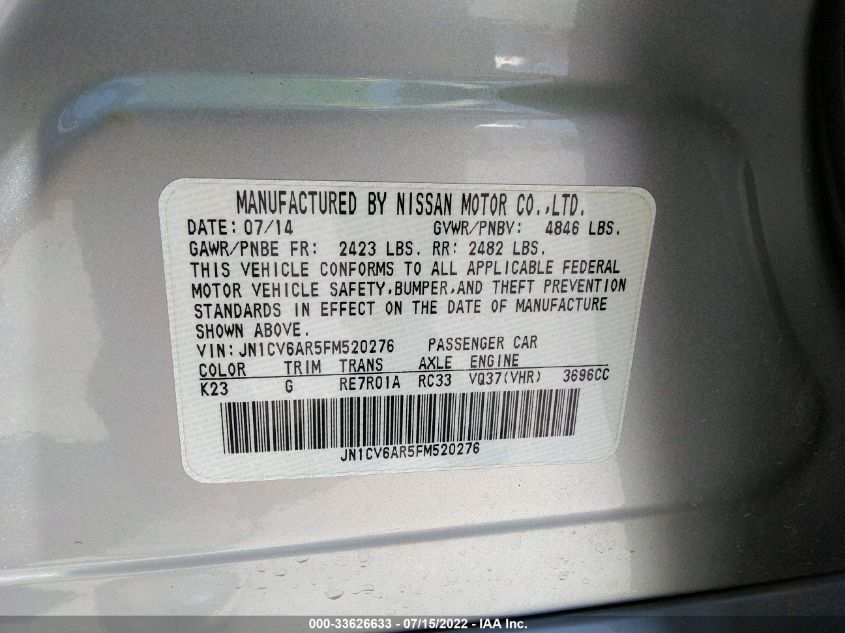 MANUFACTURED BY NISSAN MOTOR CO.,LTD.
DATE: 07/14 GVWR/PNBV: 4846 LBS.
GAWR/PNBE FR: 2423 LBS. RR: 2482 LBS.
THIS VEHICLE CONFORMS TO ALL APPLICABLE FEDERAL
MOTOR VEHICLE SAFETY,BUMPER,AND THEFT PREVENTION
STANDARDS IN EFFECT ON THE DATE OF MANUFACTURE
SHOWN ABOVE.
VIN:JN1CV6AR5FM520276 PASSENGER CAR
COLOR TRIM TRANS AXLE ENGINE
K23 G RE7R01A RC33 VQ37(VHR) 3696CC
JN1CV6AR5FM520276
000-33626633 - 07/15/2022 - IAA Inc.